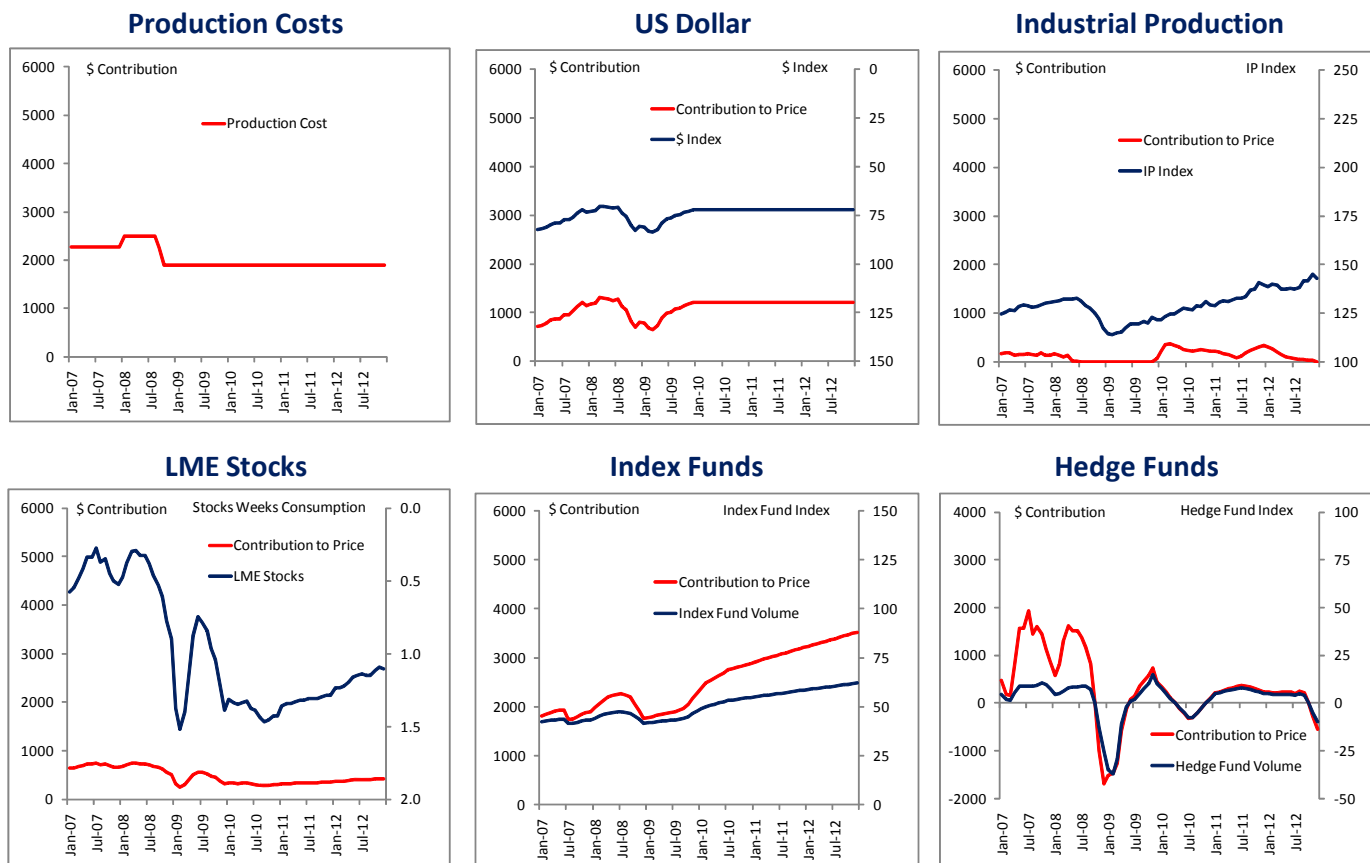 Production Costs
$ Contribution
6000
5000
4000
3000
2000
1000
0
Production Cost
Jan-07
Jul-07
Jan-08
Jul-08
Jan-09
Jul-09
Jan-10
Jul-10
Jan-11
Jul-11
Jan-12
Jul-12
US Dollar
$ Contribution
$ Index
6000
5000
4000
3000
2000
1000
0
Contribution to Price
$ Index
0
25
50
75
100
125
150
Jan-07
Jul-07
Jan-08
Jul-08
Jan-09
Jul-09
Jan-10
Jul-10
Jan-11
Jul-11
Jan-12
Jul-12
Industrial Production
$ Contribution
IP Index
6000
5000
4000
3000
2000
1000
0
Contribution to Price
IP Index
250
225
200
175
150
125
100
Jan-07
Jul-07
Jan-08
Jul-08
Jan-09
Jul-09
Jan-10
Jul-10
Jan-11
Jul-11
Jan-12
Jul-12
LME Stocks
$ Contribution
Stocks Weeks Consumption
6000
5000
4000
3000
2000
1000
0
Contribution to Price
LME Stocks
0.0
0.5
1.0
1.5
2.0
Jan-07
Jul-07
Jan-08
Jul-08
Jan-09
Jul-09
Jan-10
Jul-10
Jan-11
Jul-11
Jan-12
Jul-12
Index Funds
$ Contribution
Index Fund Index
6000
5000
4000
3000
2000
1000
0
Contribution to Price
Index Fund Volume
150
125
100
75
50
25
0
Jan-07
Jul-07
Jan-08
Jul-08
Jan-09
Jul-09
Jan-10
Jul-10
Jan-11
Jul-11
Jan-12
Jul-12
Hedge Funds
$ Contribution
Hedge Fund Index
4000
3000
2000
1000
0
-1000
-2000
Contribution to Price
Hedge Fund Volume
100
75
50
25
0
-25
-50
Jan-07
Jul-07
Jan-08
Jul-08
Jan-09
Jul-09
Jan-10
Jul-10
Jan-11
Jul-11
Jan-12
Jul-12